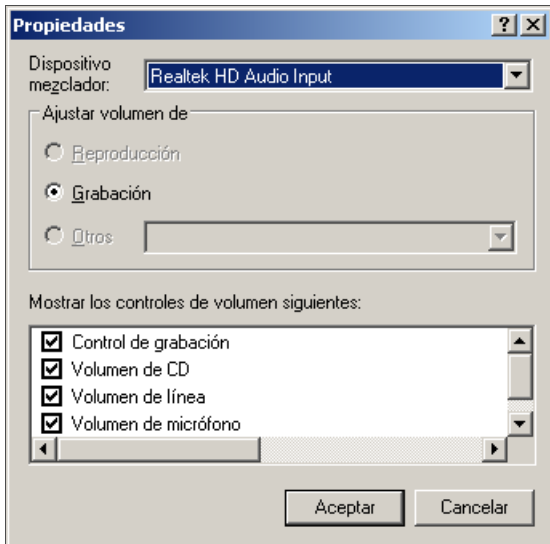 Propiedades
Dispositivo
mezclador:
Realtek HD Audio Input
Ajustar volumen de
Reproducción
Grabación
Otros
Mostrar los controles de volumen siguientes:
Control de grabación
Volumen de CD
Volumen de línea
Volumen de micrófono
Aceptar Cancelar